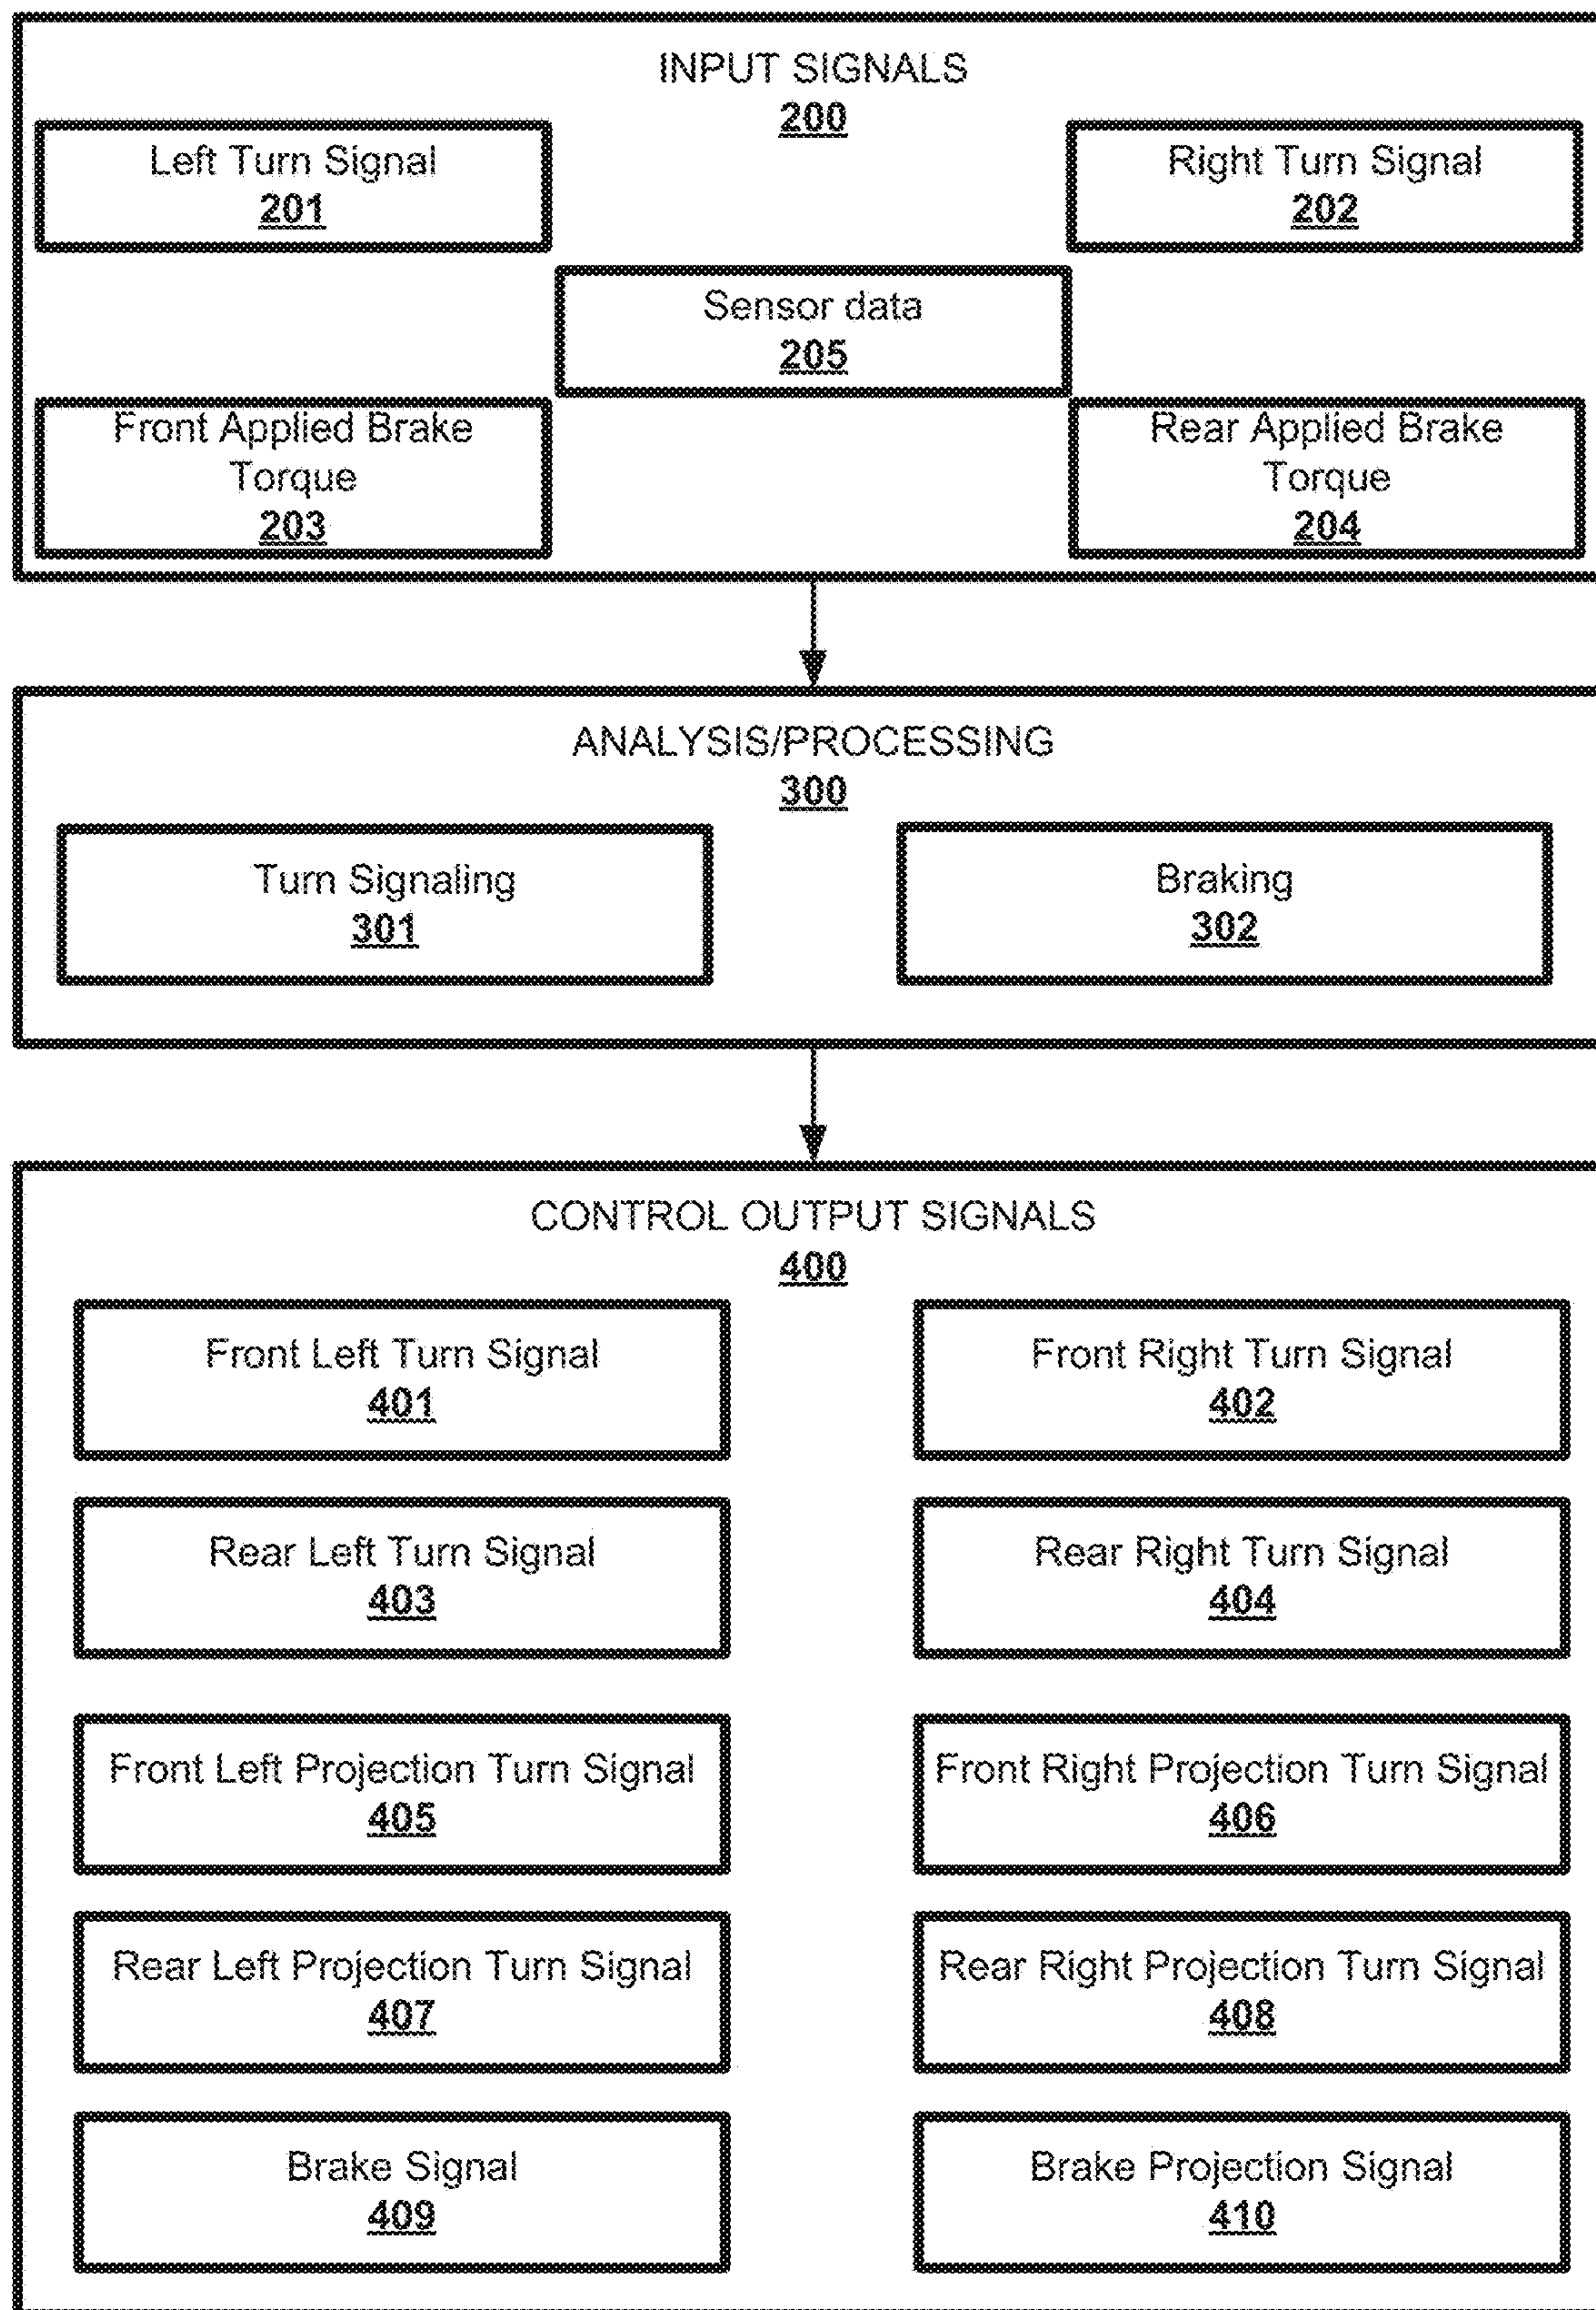 INPUT SIGNALS
200
Left Turn Signal
201
Right Turn Signal
202
Sensor data
205
Front Applied Brake
Torque
203
Rear Applied Brake
Torque
204
ANALYSIS/PROCESSING
300
Turn Signaling
301
Braking
302
CONTROL OUTPUT SIGNALS
400
Front Left Turn Signal
401
Front Right Turn Signal
402
Rear Left Turn Signal
403
Rear Right Turn Signal
404
Front Left Projection Turn Signal
405
Front Right Projection Turn Signal
406
Rear Left Projection Turn Signal
407
Rear Right Projection Turn Signal
408
Brake Signal
409
Brake Projection Signal
410